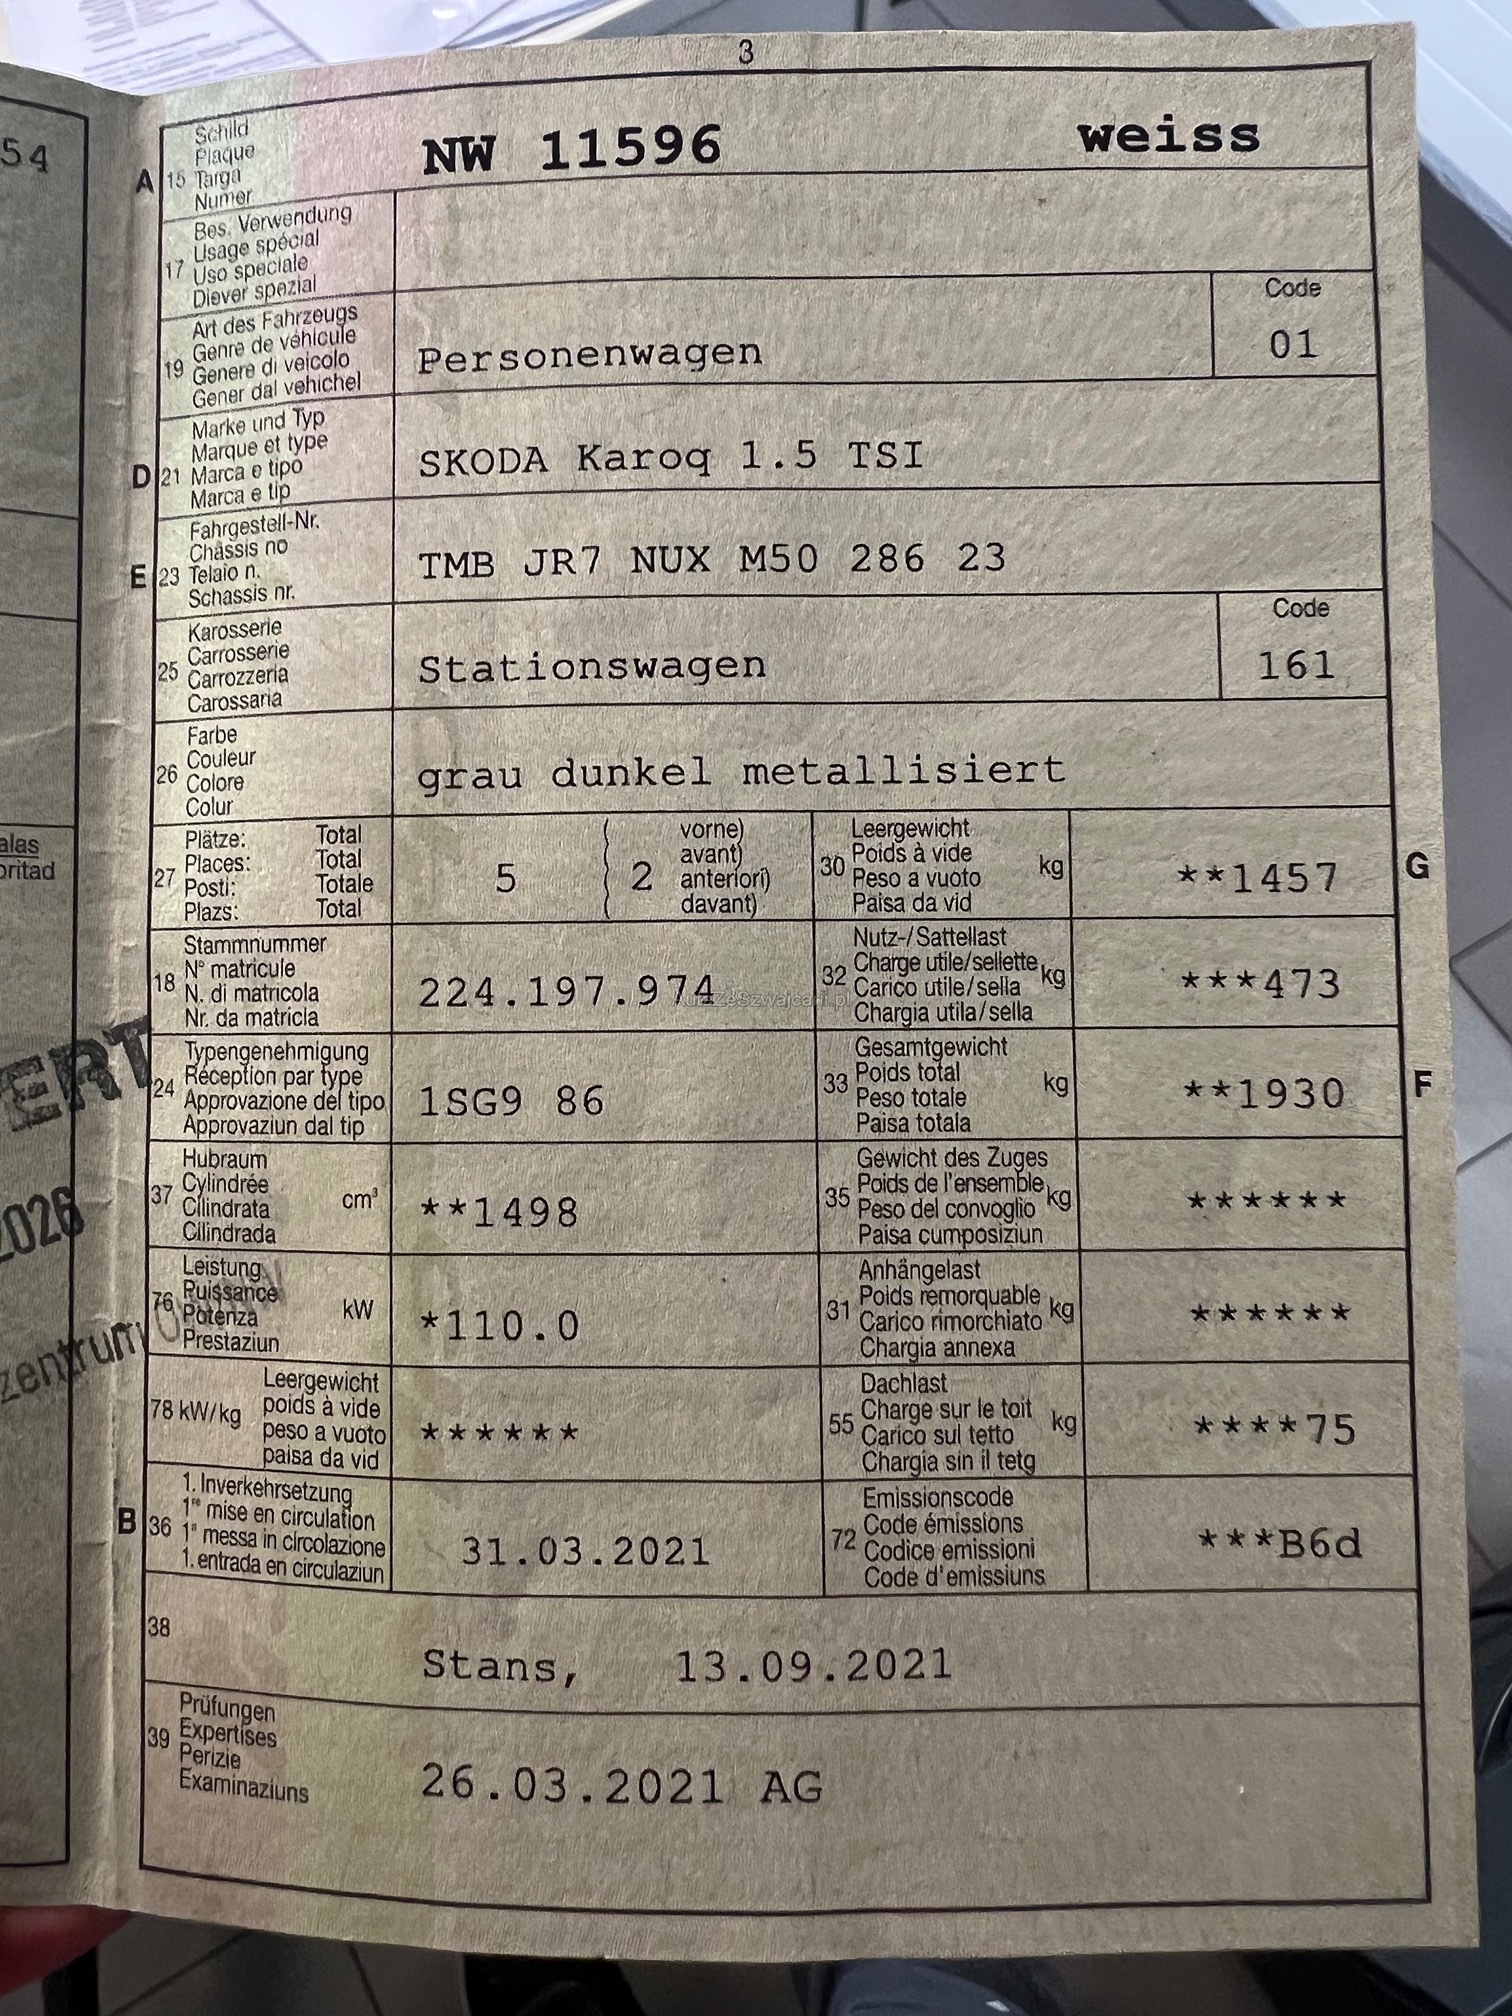 3
54
A 15 Schild
Plaque
Targa
Numer
NW 11596 weiss
17 Bes. Verwendung
Usage spécial
Uso speciale
Diever spezial
19 Art des Fahrzeugs
Genre de véhicule
Genere di veicolo
Gener dal vehichel
Personenwagen
Code
01
D 21 Marke und Typ
Marque et type
Marca e tipo
Marca e tip
SKODA Karoq 1.5 TSI
E 23 Fahrgestell-Nr.
Châssis no
Telaio n.
Schassis nr.
TMB JR7 NUX M50 286 23
25 Karosserie
Carrosserie
Carrozzeria
Carossaria
Stationswagen
Code
161
26 Farbe
Couleur
Colore
Colur
grau dunkel metallisiert
alas
oritad
27 Plätze: Total
Places: Total
Posti: Totale
Plazs: Total
5
2 vorne)
avant)
anteriori)
davant)
30 Leergewicht
Poids à vide
Peso a vuoto
Paisa da vid
kg
**1457
G
18 Stammnummer
N° matricule
N. di matricola
Nr. da matricla
224.197.974
AutaZeSzwajcarii.pl
32 Nutz-/Sattellast
Charge utile/sellette
Carico utile/sella
Chargia utila/sella
kg
***473
ERT
24 Typengenehmigung
Réception par type
Approvazione del tipo
Approvaziun dal tip
1SG9 86
33 Gesamtgewicht
Poids total
Peso totale
Paisa totala
kg
**1930
F
2026
37 Hubraum
Cylindrée
Cilindrata
Cilindrada
cm³
**1498
35 Gewicht des Zuges
Poids de l'ensemble
Peso del convoglio
Paisa cumposiziun
kg
******
zentrum
76 Leistung
Puissance
Potenza
Prestaziun
kW
*110.0
31 Anhängelast
Poids remorquable
Carico rimorchiato
Chargia annexa
kg
******
78 kW/kg Leergewicht
poids à vide
peso a vuoto
paisa da vid
******
55 Dachlast
Charge sur le toit
Carico sul tetto
Chargia sin il tetg
kg
****75
B 36 1. Inverkehrsetzung
1re mise en circulation
1a messa in circolazione
1. entrada en circulaziun
31.03.2021
72 Emissionscode
Code émissions
Codice emissioni
Code d'emissiuns
***B6d
38
Stans, 13.09.2021
39 Prüfungen
Expertises
Perizie
Examinaziuns
26.03.2021 AG